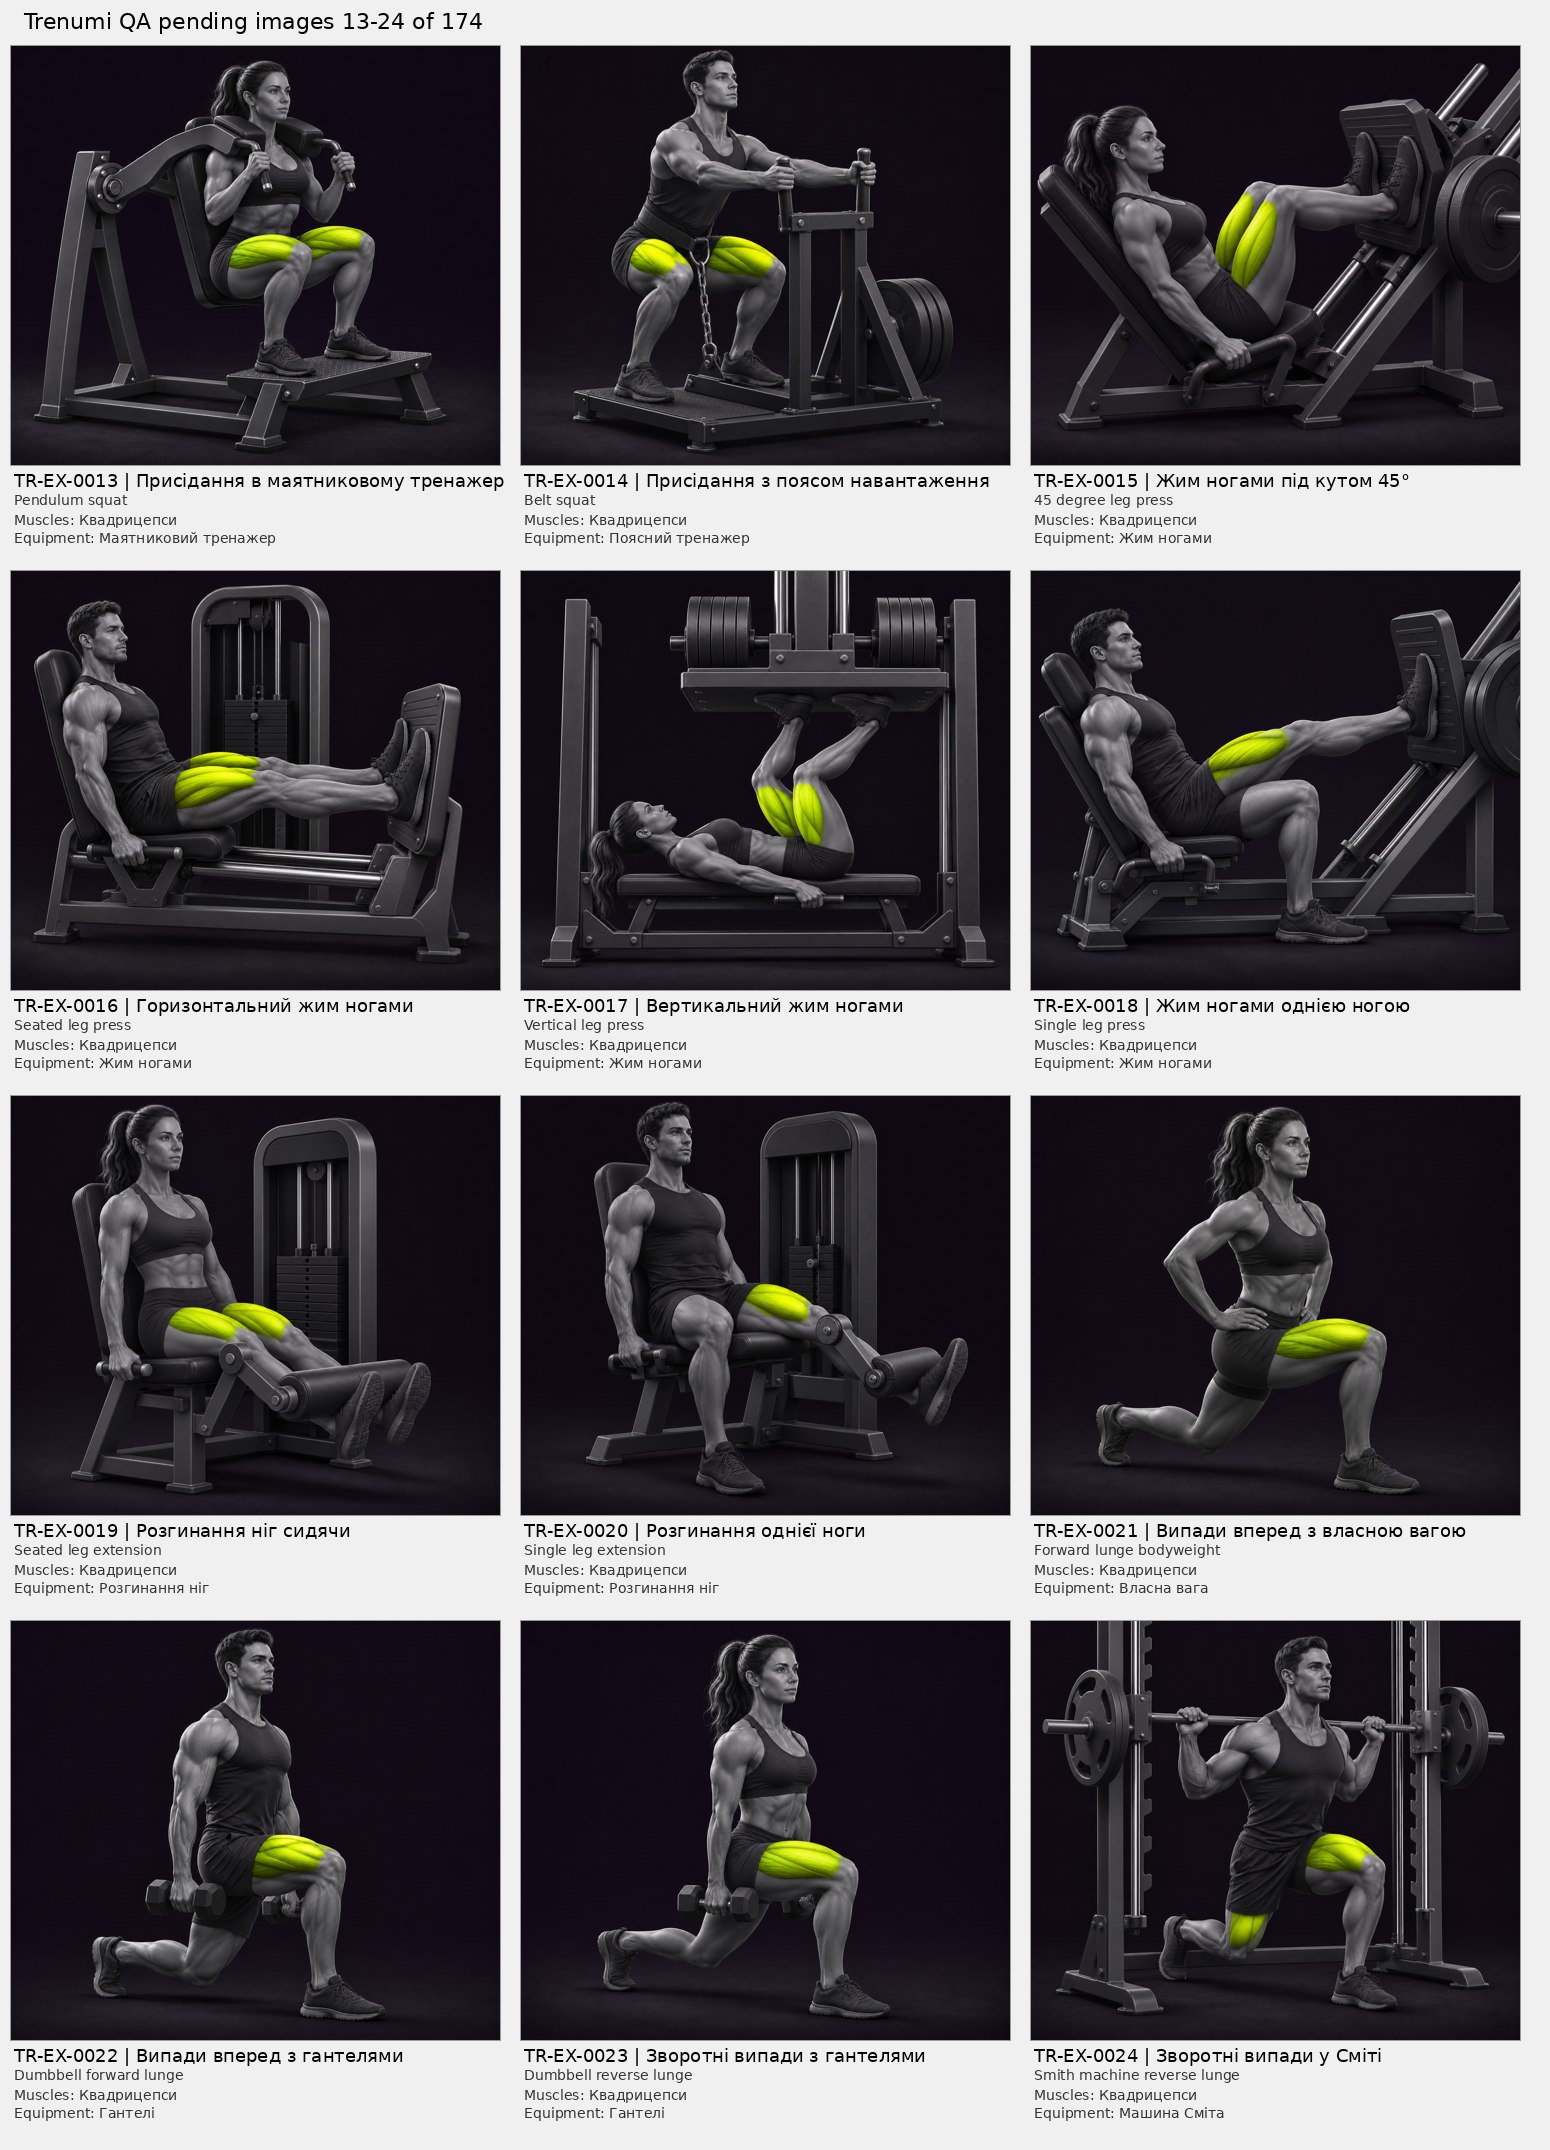 Trenumi QA pending images 13-24 of 174
TR-EX-0013 | Присідання в маятниковому тренажер
Pendulum squat
Muscles: Квадрицепси
Equipment: Маятниковий тренажер
TR-EX-0014 | Присідання з поясом навантаження
Belt squat
Muscles: Квадрицепси
Equipment: Поясний тренажер
TR-EX-0015 | Жим ногами під кутом 45°
45 degree leg press
Muscles: Квадрицепси
Equipment: Жим ногами
TR-EX-0016 | Горизонтальний жим ногами
Seated leg press
Muscles: Квадрицепси
Equipment: Жим ногами
TR-EX-0017 | Вертикальний жим ногами
Vertical leg press
Muscles: Квадрицепси
Equipment: Жим ногами
TR-EX-0018 | Жим ногами однією ногою
Single leg press
Muscles: Квадрицепси
Equipment: Жим ногами
TR-EX-0019 | Розгинання ніг сидячи
Seated leg extension
Muscles: Квадрицепси
Equipment: Розгинання ніг
TR-EX-0020 | Розгинання однієї ноги
Single leg extension
Muscles: Квадрицепси
Equipment: Розгинання ніг
TR-EX-0021 | Випади вперед з власною вагою
Forward lunge bodyweight
Muscles: Квадрицепси
Equipment: Власна вага
TR-EX-0022 | Випади вперед з гантелями
Dumbbell forward lunge
Muscles: Квадрицепси
Equipment: Гантелі
TR-EX-0023 | Зворотні випади з гантелями
Dumbbell reverse lunge
Muscles: Квадрицепси
Equipment: Гантелі
TR-EX-0024 | Зворотні випади у Сміті
Smith machine reverse lunge
Muscles: Квадрицепси
Equipment: Машина Сміта